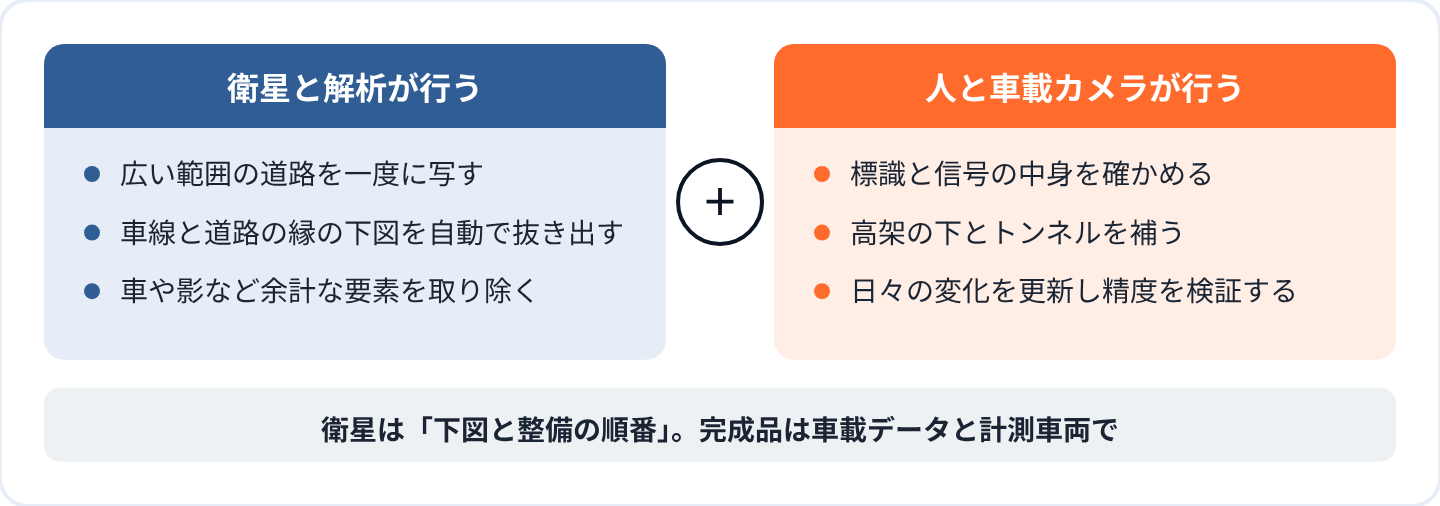 衛星と解析が行う
広い範囲の道路を一度に写す
車線と道路の縁の下図を自動で抜き出す
車や影など余計な要素を取り除く
+
人と車載カメラが行う
標識と信号の中身を確かめる
高架の下とトンネルを補う
日々の変化を更新し精度を検証する
衛星は「下図と整備の順番」。完成品は車載データと計測車両で